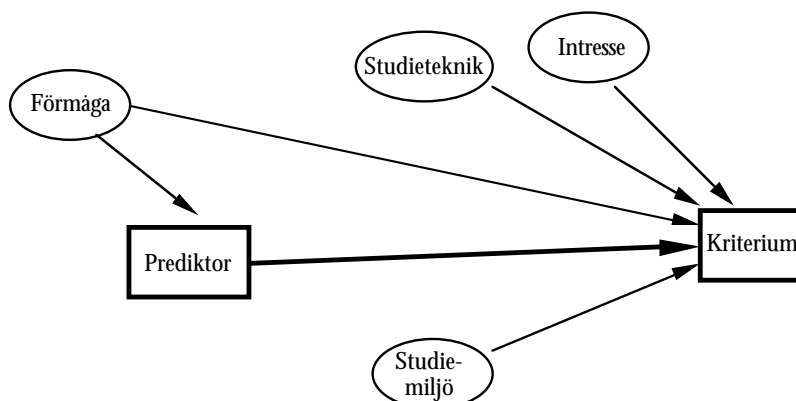 Intresse
Studieteknik
Förmåga
Kriterium
Prediktor
Studie-
miljö